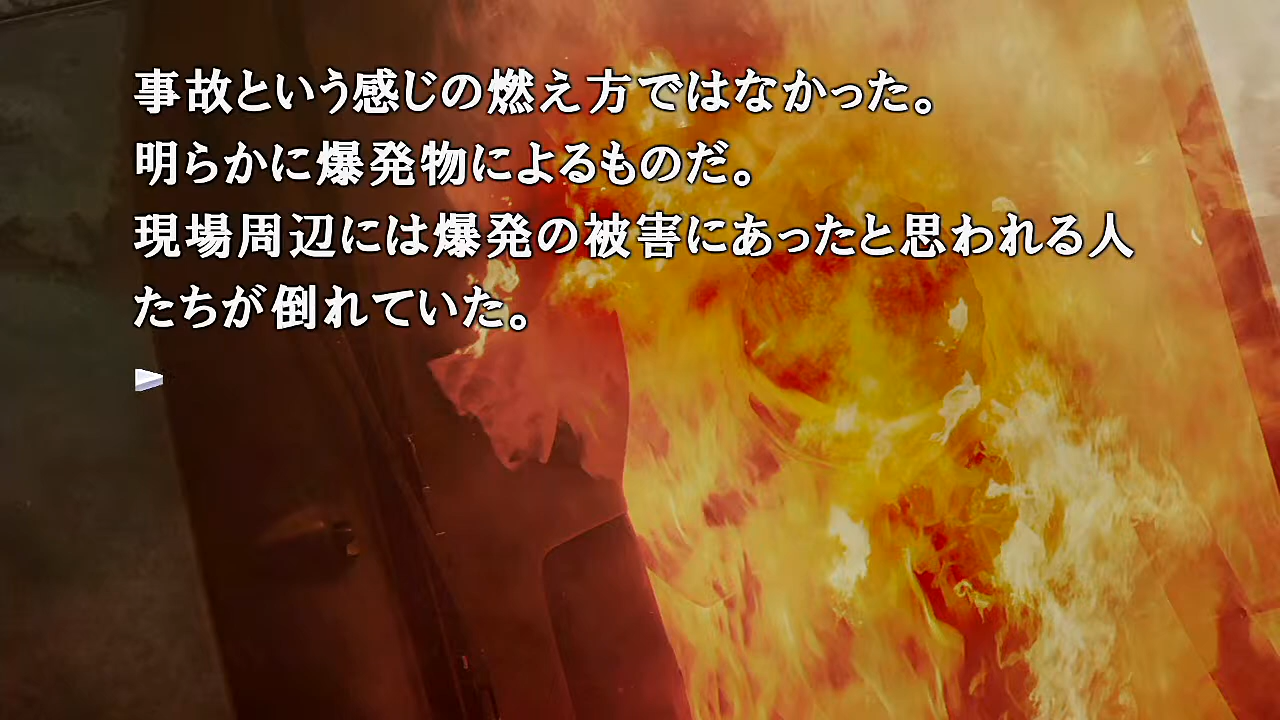 事故という感じの燃え方ではなかった。
明らかに爆発物によるものだ。
現場周辺には爆発の被害にあったと思われる人
たちが倒れていた。